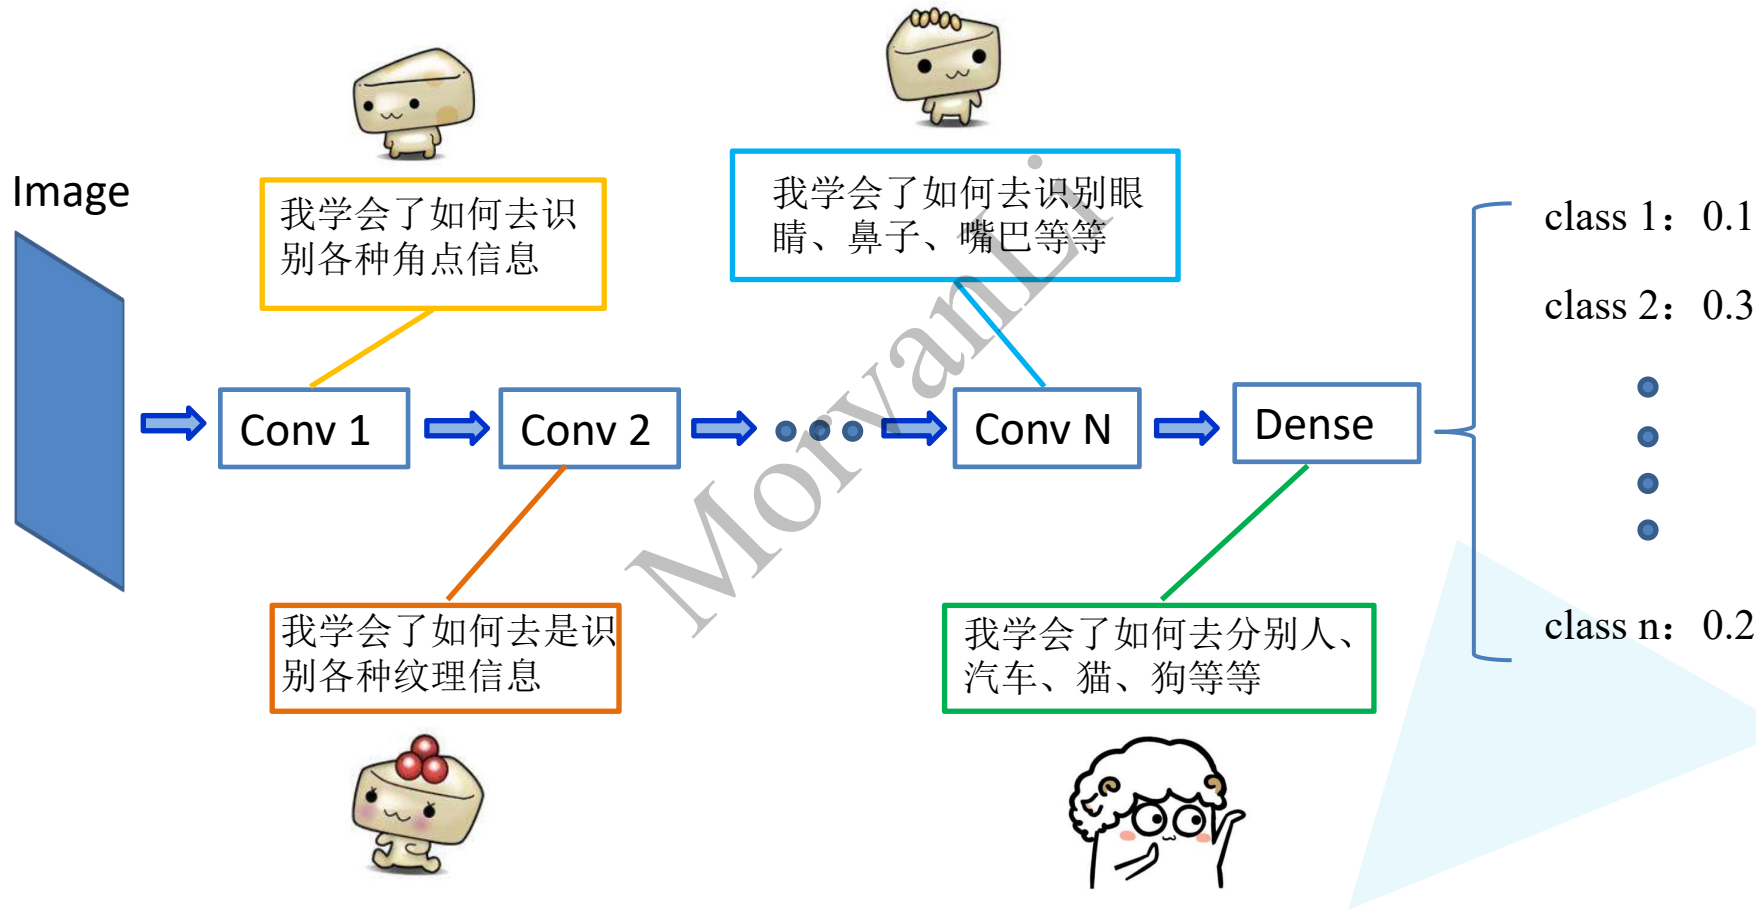 Image
我学会了如何去识
别各种角点信息
我学会了如何去识别眼
睛、鼻子、嘴巴等等
class 1：0.1
class 2：0.3
Conv 1
Conv 2
Conv N
Dense
我学会了如何去是识
别各种纹理信息
我学会了如何去分别人、
汽车、猫、狗等等
class n：0.2
MorvanLi